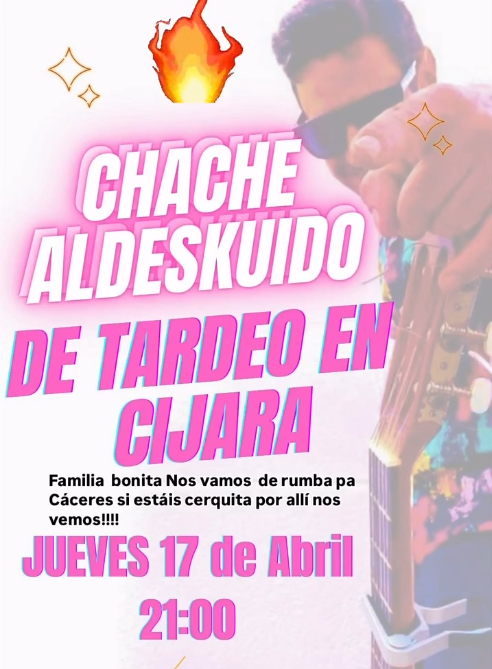 CHACHE
ALDESKUIDO
DE TARDEO EN
CIJARA
Familia bonita Nos vamos de rumba pa
Cáceres si estáis cerquita por allí nos
vemos!!!!
JUEVES 17 de Abril
21:00